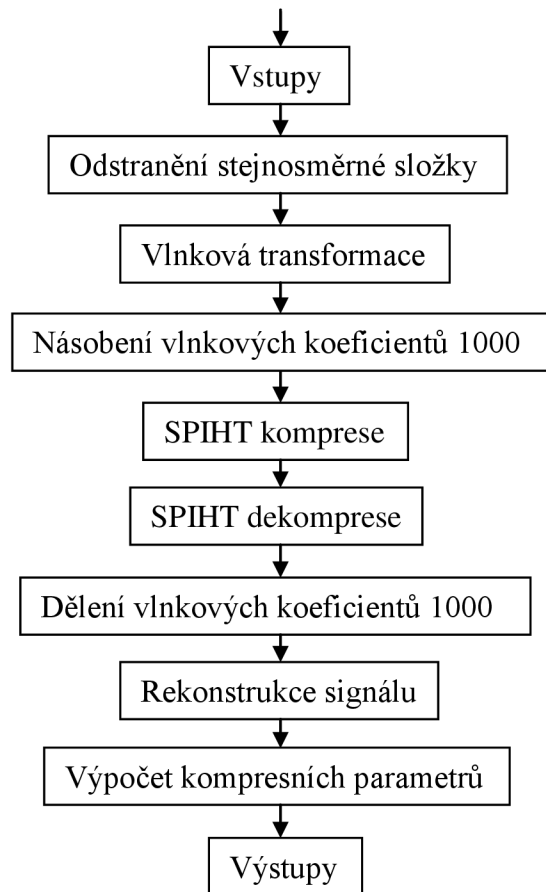 Vstupy
Odstranění stejnosměrné složky
Vlnková transformace
Násobení vlnkových koeficientů 1000
SPIHT komprese
SPIHT dekomprese
Dělení vlnkových koeficientů 1000
Rekonstrukce signálu
Výpočet kompresních parametrů
Výstupy